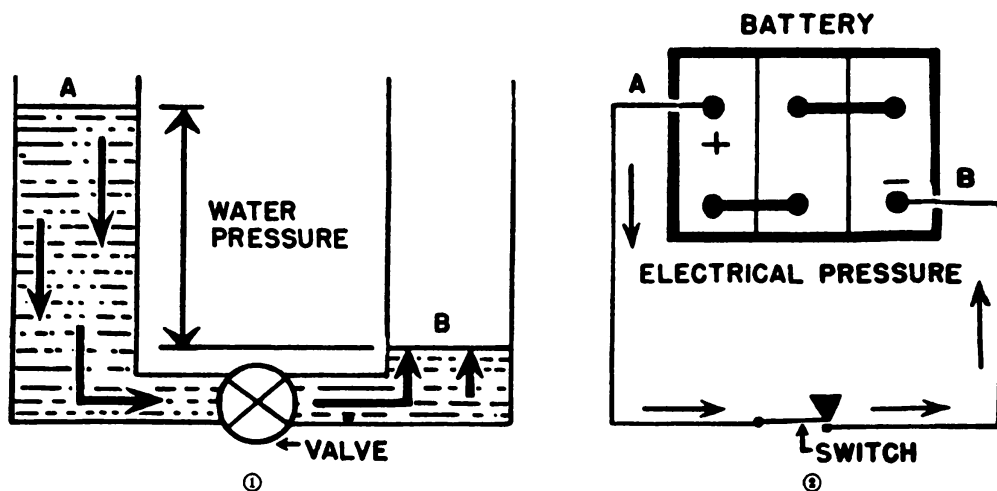 A
WATER
PRESSURE
B
VALVE
①
BATTERY
A
+
−
B
ELECTRICAL PRESSURE
SWITCH
②